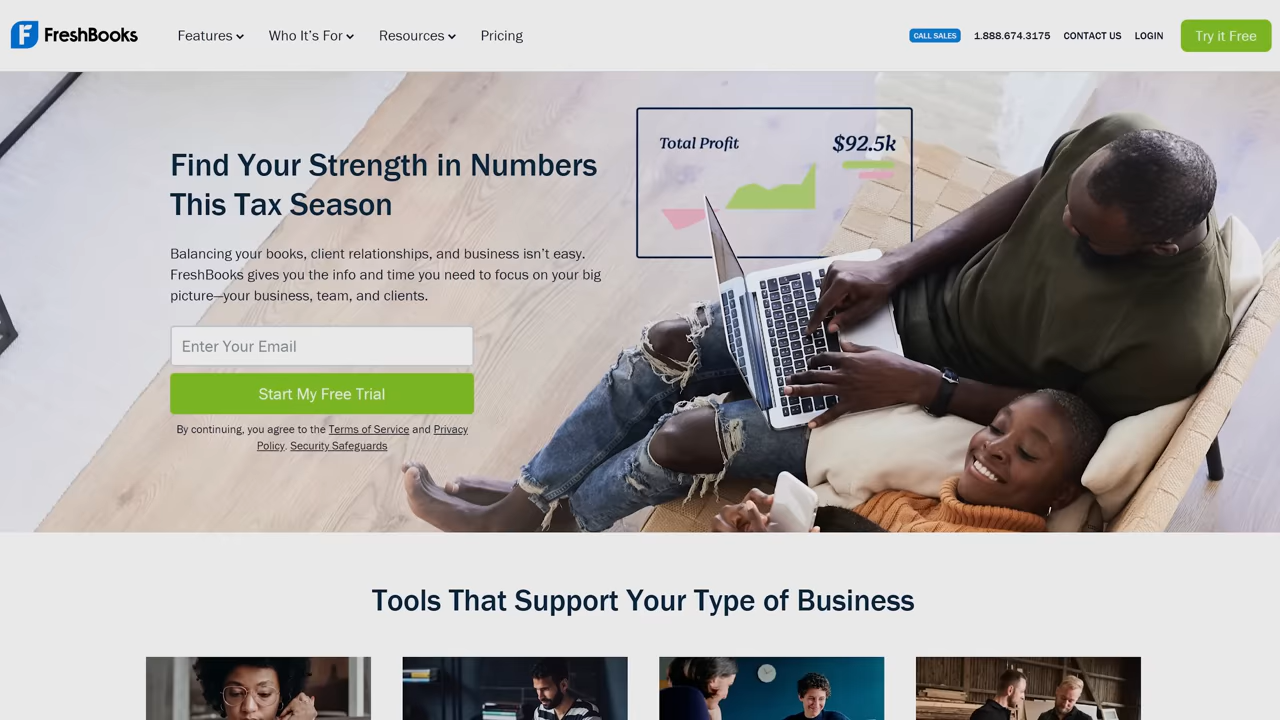 FreshBooks
Features
Who It's For
Resources
Pricing
CALL SALES
1.888.674.3175
CONTACT US
LOGIN
Try it Free
Find Your Strength in Numbers
This Tax Season
Balancing your books, client relationships, and business isn't easy.
FreshBooks gives you the info and time you need to focus on your big
picture—your business, team, and clients.
Enter Your Email
Start My Free Trial
By continuing, you agree to the Terms of Service and Privacy
Policy. Security Safeguards
Total Profit
$92.5k
Tools That Support Your Type of Business